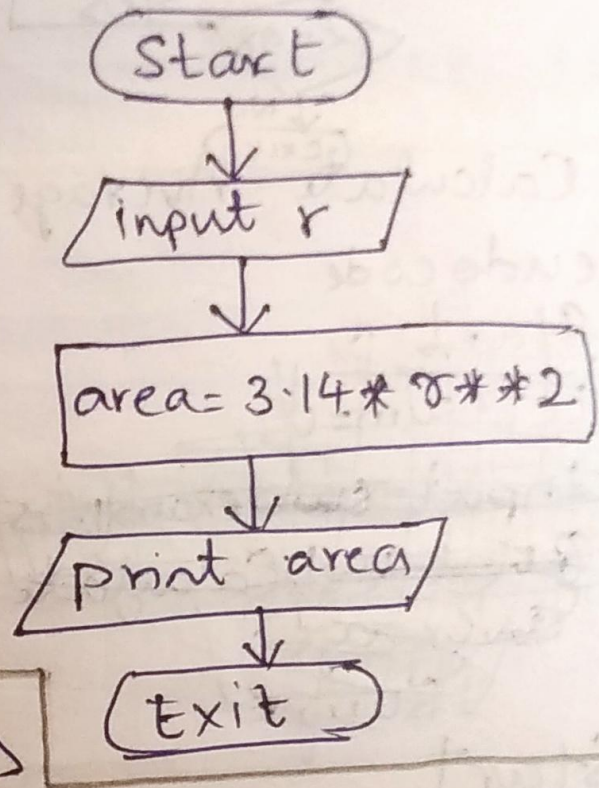 Start
input r
area = 3.14 * r**2
print area
Exit